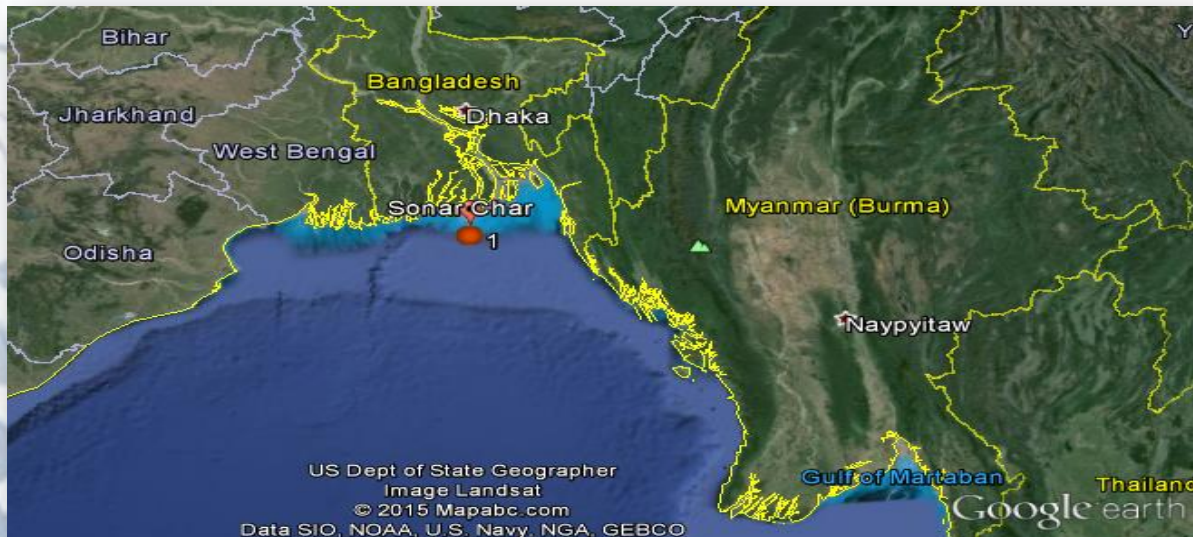 Bihar
Y
Bangladesh
Jharkhand
Dhaka
West Bengal
Sonar Char
Myanmar (Burma)
1
Odisha
Naypyitaw
US Dept of State Geographer
Image Landsat
© 2015 Mapabc.com
Data SIO, NOAA, U.S. Navy, NGA, GEBCO
Gulf of Martaban
Thailand
Google earth